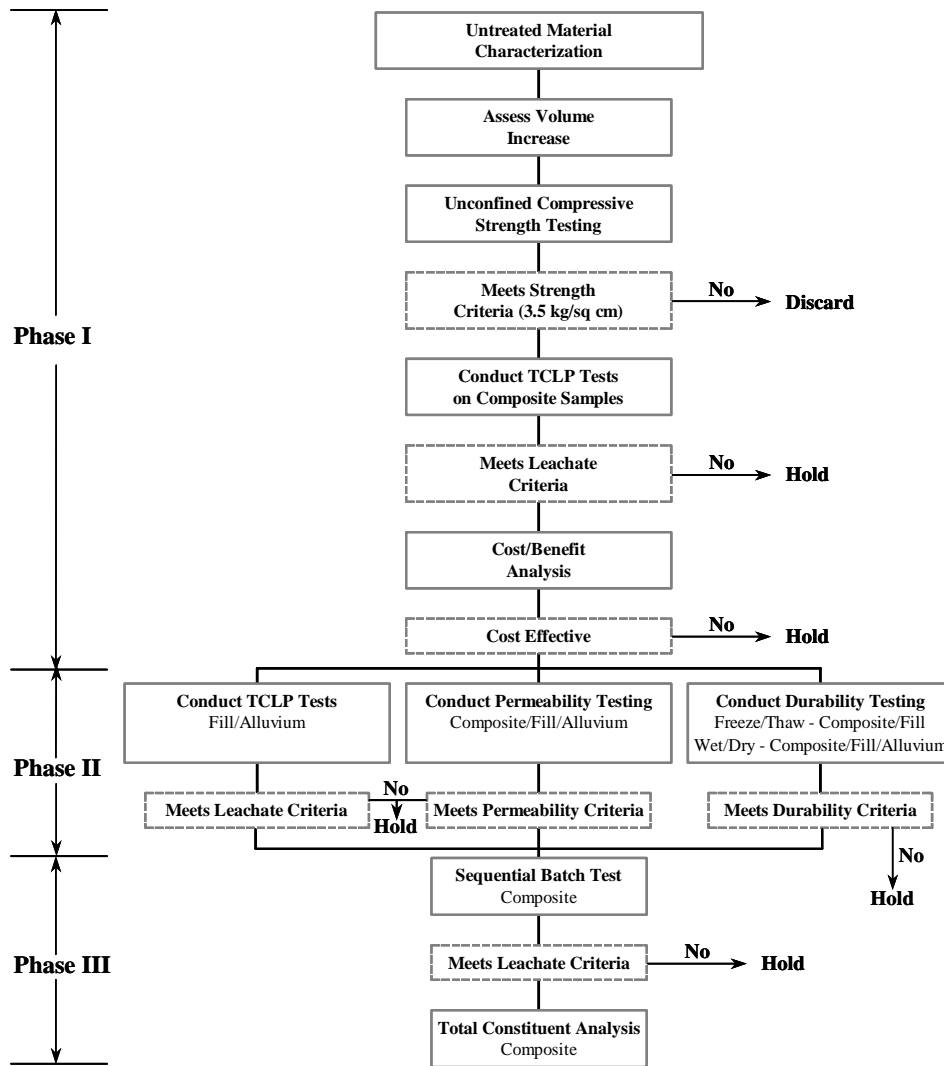 Untreated Material
Characterization
Assess Volume
Increase
Unconfined Compressive
Strength Testing
Meets Strength
Criteria (3.5 kg/sq cm)
No
Discard
Phase I
Conduct TCLP Tests
on Composite Samples
Meets Leachate
Criteria
No
Hold
Cost/Benefit
Analysis
Cost Effective
No
Hold
Phase II
Conduct TCLP Tests
Fill/Alluvium
Conduct Permeability Testing
Composite/Fill/Alluvium
Conduct Durability Testing
Freeze/Thaw - Composite/Fill
Wet/Dry - Composite/Fill/Alluvium
Meets Leachate Criteria
No
Hold
Meets Permeability Criteria
Meets Durability Criteria
No
Hold
Phase III
Sequential Batch Test
Composite
Meets Leachate Criteria
No
Hold
Total Constituent Analysis
Composite